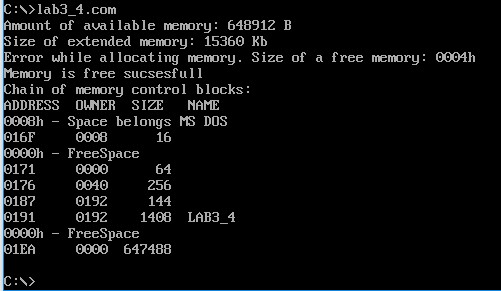 C:\>lab3_4.com
Amount of available memory: 648912 B
Size of extended memory: 15360 Kb
Error while allocating memory. Size of a free memory: 0004h
Memory is free sucsesfull
Chain of memory control blocks:
ADDRESS OWNER SIZE NAME
0008h - Space belongs MS DOS
016F 0008 16
0000h - FreeSpace
0171 0000 64
0176 0040 256
0187 0192 144
0191 0192 1408 LAB3_4
0000h - FreeSpace
01EA 0000 647488
C:\>